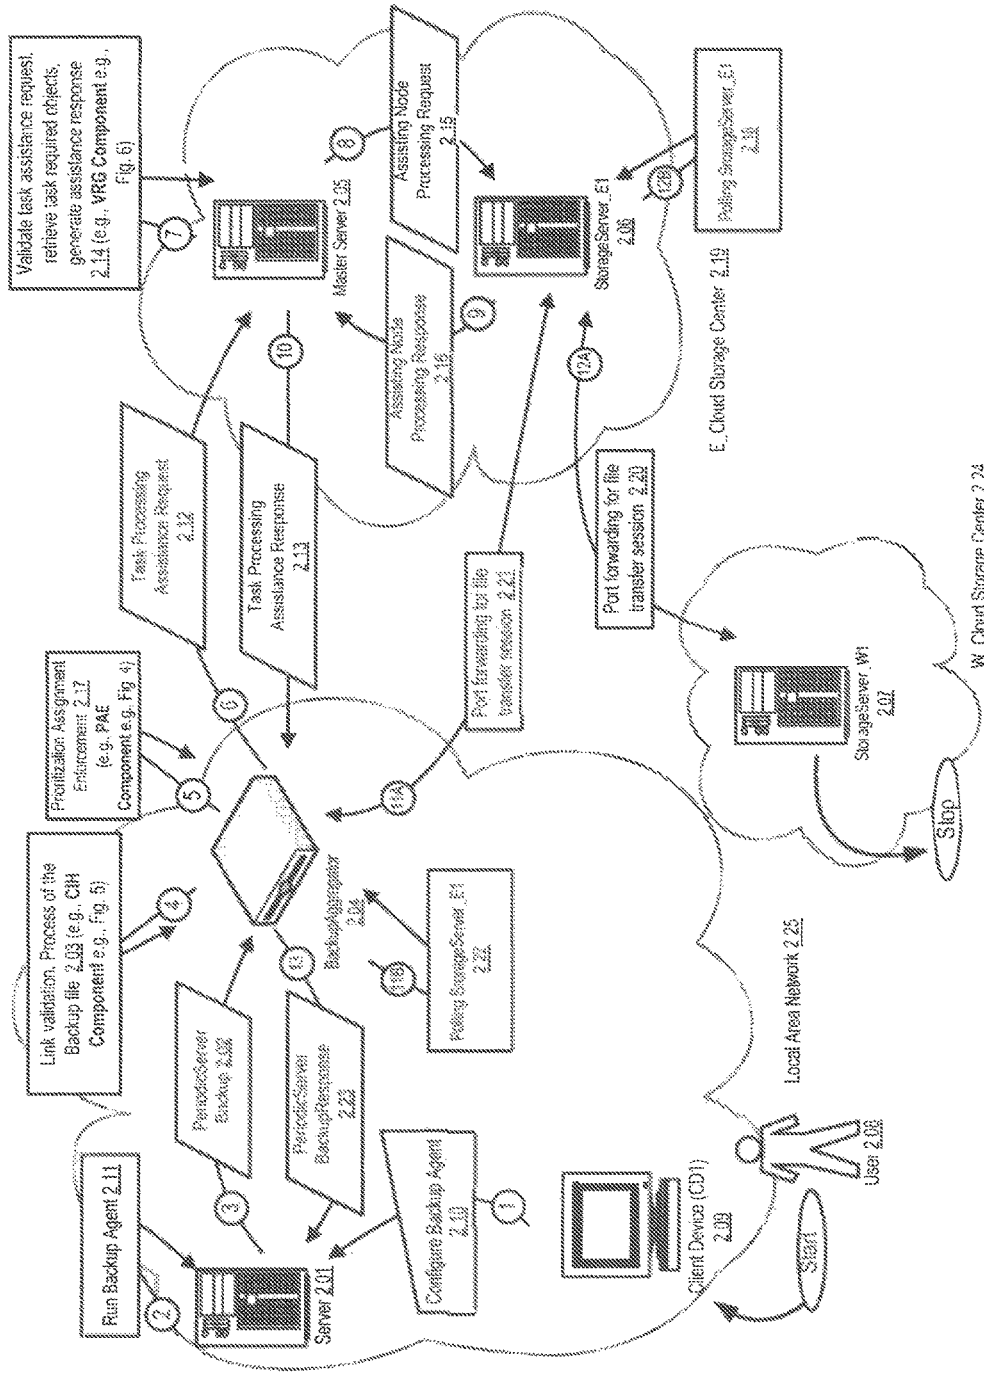 Run Backup Agent 2.11
2
Server 2.01
Configure Backup Agent
2.10
1
Client Device (CD1)
2.09
Start
User 2.08
Local Area Network 2.25
PeriodicServer
Backup 2.02
3
PeriodicServer
BackupResponse
2.23
13
Link validation, Process of the
Backup file 2.03 (e.g., CIH
Component e.g., Fig. 5)
4
Prioritization Assignment
Enforcement 2.17
(e.g., PAE
Component e.g., Fig 4)
5
BackupAggregator
2.04
11B
Polling StorageServer_E1
2.22
11A
Port forwarding for file
transfer session 2.21
6
Task Processing
Assistance Request
2.12
Task Processing
Assistance Response
2.13
10
Validate task assistance request,
retrieve task required objects,
generate assistance response
2.14 (e.g., VRG Component e.g.,
Fig. 6)
7
Master Server 2.05
8
Assisting Node
Processing Request
2.15
Assisting Node
Processing Response
2.16
9
StorageServer_E1
2.06
12B
Polling StorageServer_E1
2.18
E_Cloud Storage Center 2.19
12A
Port forwarding for file
transfer session 2.20
StorageServer_W1
2.07
Stop
W_Cloud Storage Center 2.24